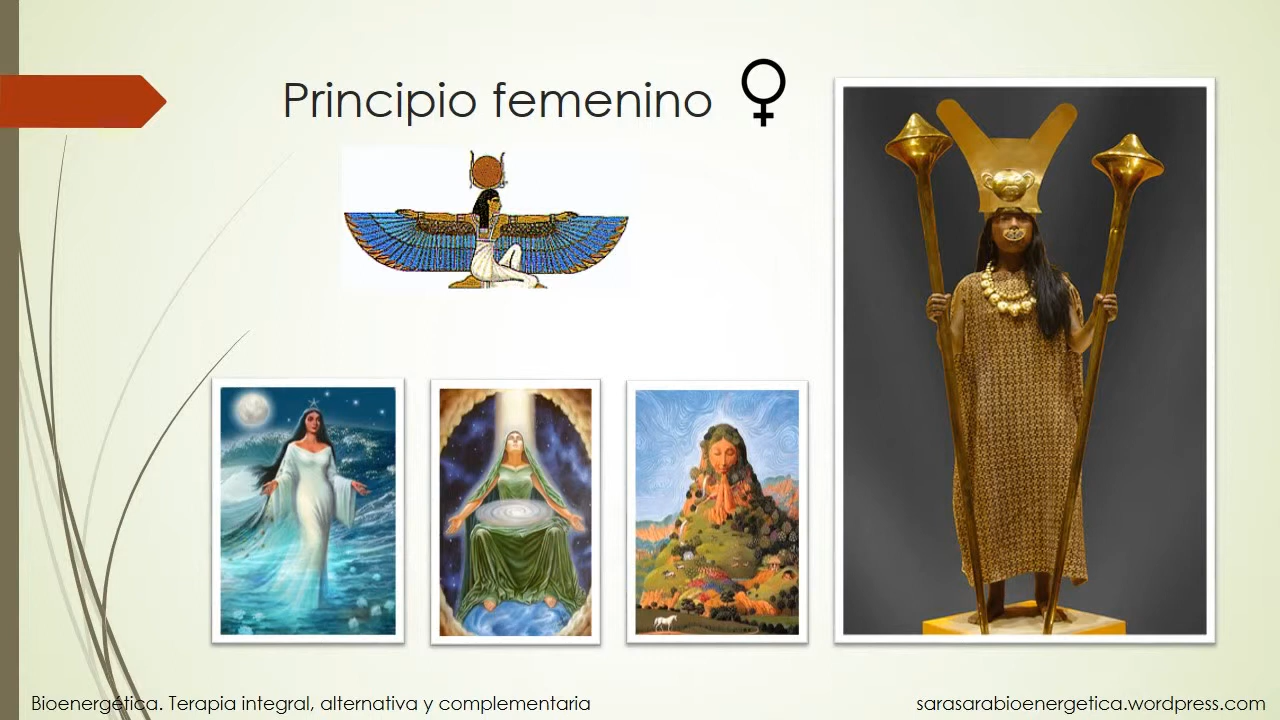 Principio femenino ♀
Bioenergética. Terapia integral, alternativa y complementaria
sarasarabioenergetica.wordpress.com